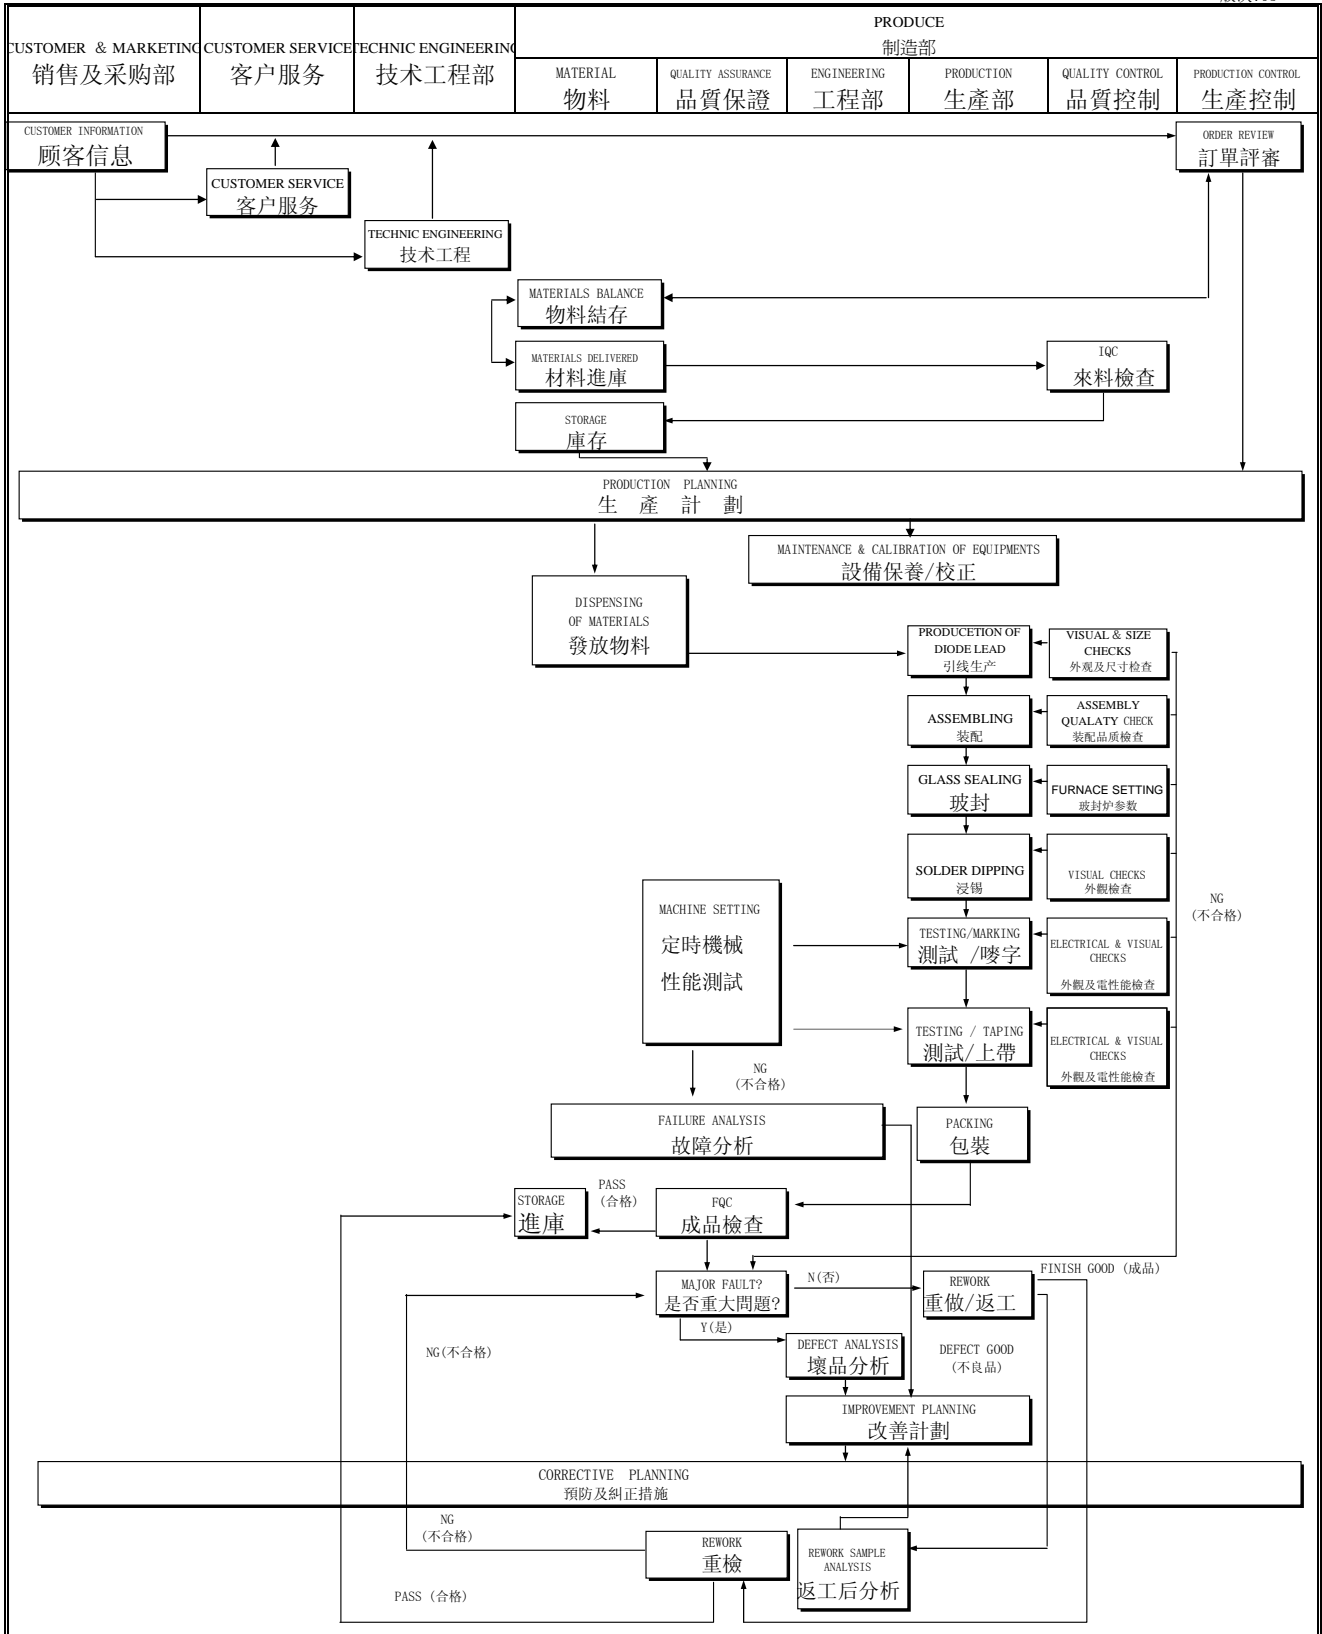 PRODUCE
制造部
CUSTOMER & MARKETING
销售及采购部
CUSTOMER SERVICE
客户服务
TECHNIC ENGINEERING
技术工程部
MATERIAL
物料
QUALITY ASSURANCE
品質保證
ENGINEERING
工程部
PRODUCTION
生產部
QUALITY CONTROL
品質控制
PRODUCTION CONTROL
生產控制
CUSTOMER INFORMATION
顾客信息
ORDER REVIEW
訂單評審
CUSTOMER SERVICE
客户服务
TECHNIC ENGINEERING
技术工程
MATERIALS BALANCE
物料結存
MATERIALS DELIVERED
材料進庫
IQC
來料檢查
STORAGE
庫存
PRODUCTION PLANNING
生 產 計 劃
MAINTENANCE & CALIBRATION OF EQUIPMENTS
設備保養/校正
DISPENSING
OF MATERIALS
發放物料
PRODUCETION OF
DIODE LEAD
引线生产
VISUAL & SIZE
CHECKS
外观及尺寸检查
ASSEMBLING
装配
ASSEMBLY
QUALATY CHECK
装配品质檢查
GLASS SEALING
玻封
FURNACE SETTING
玻封炉参数
SOLDER DIPPING
浸锡
VISUAL CHECKS
外觀檢查
NG
(不合格)
MACHINE SETTING
定時機械
性能測試
TESTING/MARKING
測試 /嘜字
ELECTRICAL & VISUAL
CHECKS
外觀及電性能檢查
TESTING / TAPING
測試/上帶
ELECTRICAL & VISUAL
CHECKS
外觀及電性能檢查
NG
(不合格)
FAILURE ANALYSIS
故障分析
PACKING
包裝
STORAGE
進庫
PASS
(合格)
FQC
成品檢查
MAJOR FAULT?
是否重大問題?
N(否)
REWORK
重做/返工
FINISH GOOD (成品)
Y(是)
NG(不合格)
DEFECT ANALYSIS
壞品分析
DEFECT GOOD
(不良品)
IMPROVEMENT PLANNING
改善計劃
CORRECTIVE PLANNING
預防及糾正措施
NG
(不合格)
REWORK
重檢
REWORK SAMPLE
ANALYSIS
返工后分析
PASS (合格)